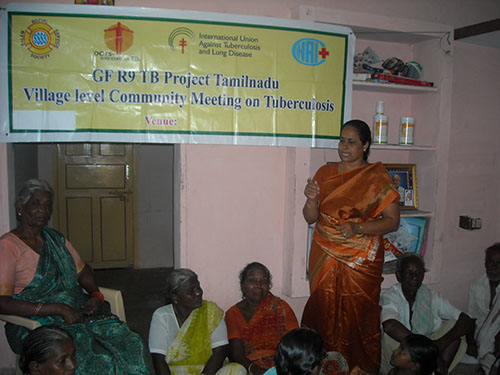 International Union
Against Tuberculosis
and Lung Disease
GF R9 TB Project Tamilnadu
Village level Community Meeting on Tuberculosis
Venue: